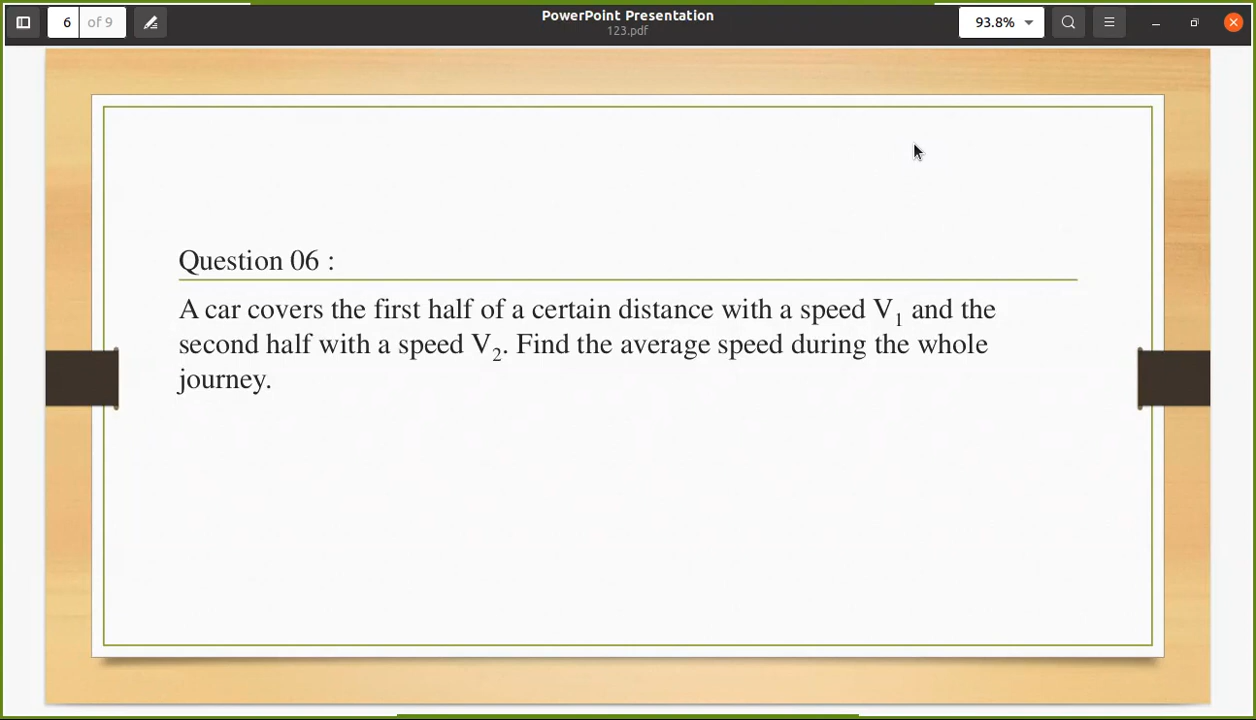 6 of 9
PowerPoint Presentation
123.pdf
93.8%
Question 06 :
A car covers the first half of a certain distance with a speed V₁ and the
second half with a speed V₂. Find the average speed during the whole
journey.